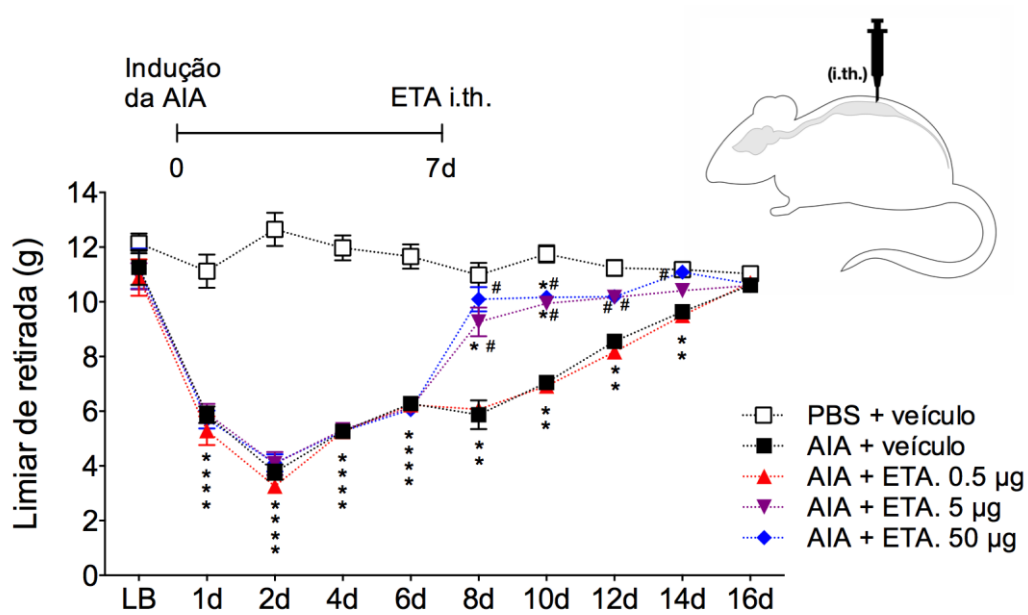 Indução
da AIA
ETA i.th.
0
7d
(i.th.)
Limiar de retirada (g)
14
12
10
8
6
4
2
0
LB
1d
2d
4d
6d
8d
10d
12d
14d
16d
* * * *
* * * *
* * * *
* * * *
#
* #
* *
*#
*#
* *
# #
* *
#
* *
PBS + veículo
AIA + veículo
AIA + ETA. 0.5 µg
AIA + ETA. 5 µg
AIA + ETA. 50 µg